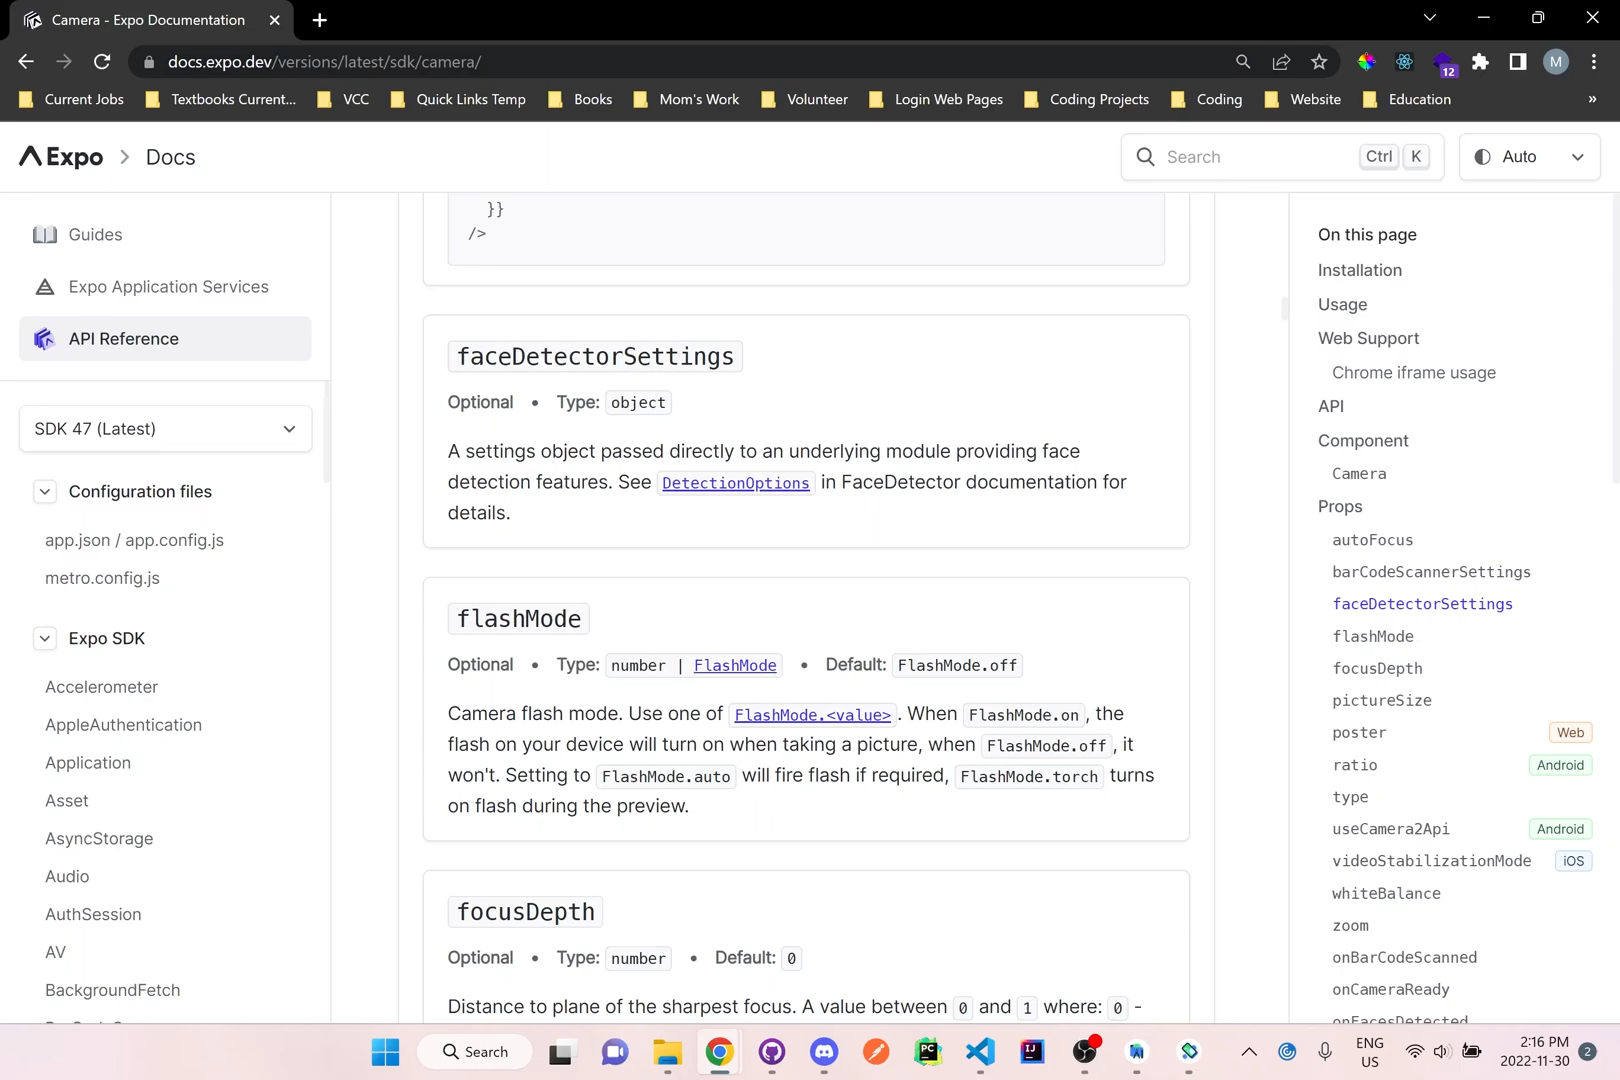 Camera - Expo Documentation
docs.expo.dev/versions/latest/sdk/camera/
12
M
Current Jobs
Textbooks Current...
VCC
Quick Links Temp
Books
Mom's Work
Volunteer
Login Web Pages
Coding Projects
Coding
Website
Education
»
Expo
Docs
Search
Ctrl K
Auto
Guides
Expo Application Services
API Reference
SDK 47 (Latest)
Configuration files
app.json / app.config.js
metro.config.js
Expo SDK
Accelerometer
AppleAuthentication
Application
Asset
AsyncStorage
Audio
AuthSession
AV
BackgroundFetch
}}
/>
faceDetectorSettings
Optional • Type: object
A settings object passed directly to an underlying module providing face
detection features. See DetectionOptions in FaceDetector documentation for
details.
flashMode
Optional • Type: number | FlashMode • Default: FlashMode.off
Camera flash mode. Use one of FlashMode.<value>. When FlashMode.on, the
flash on your device will turn on when taking a picture, when FlashMode.off, it
won't. Setting to FlashMode.auto will fire flash if required, FlashMode.torch turns
on flash during the preview.
focusDepth
Optional • Type: number • Default: 0
Distance to plane of the sharpest focus. A value between 0 and 1 where: 0 -
On this page
Installation
Usage
Web Support
Chrome iframe usage
API
Component
Camera
Props
autoFocus
barCodeScannerSettings
faceDetectorSettings
flashMode
focusDepth
pictureSize
poster Web
ratio Android
type
useCamera2Api Android
videoStabilizationMode iOS
whiteBalance
zoom
onBarCodeScanned
onCameraReady
onFacesDetected
Search
PC
IJ
ENG
US
2:16 PM
2022-11-30
2